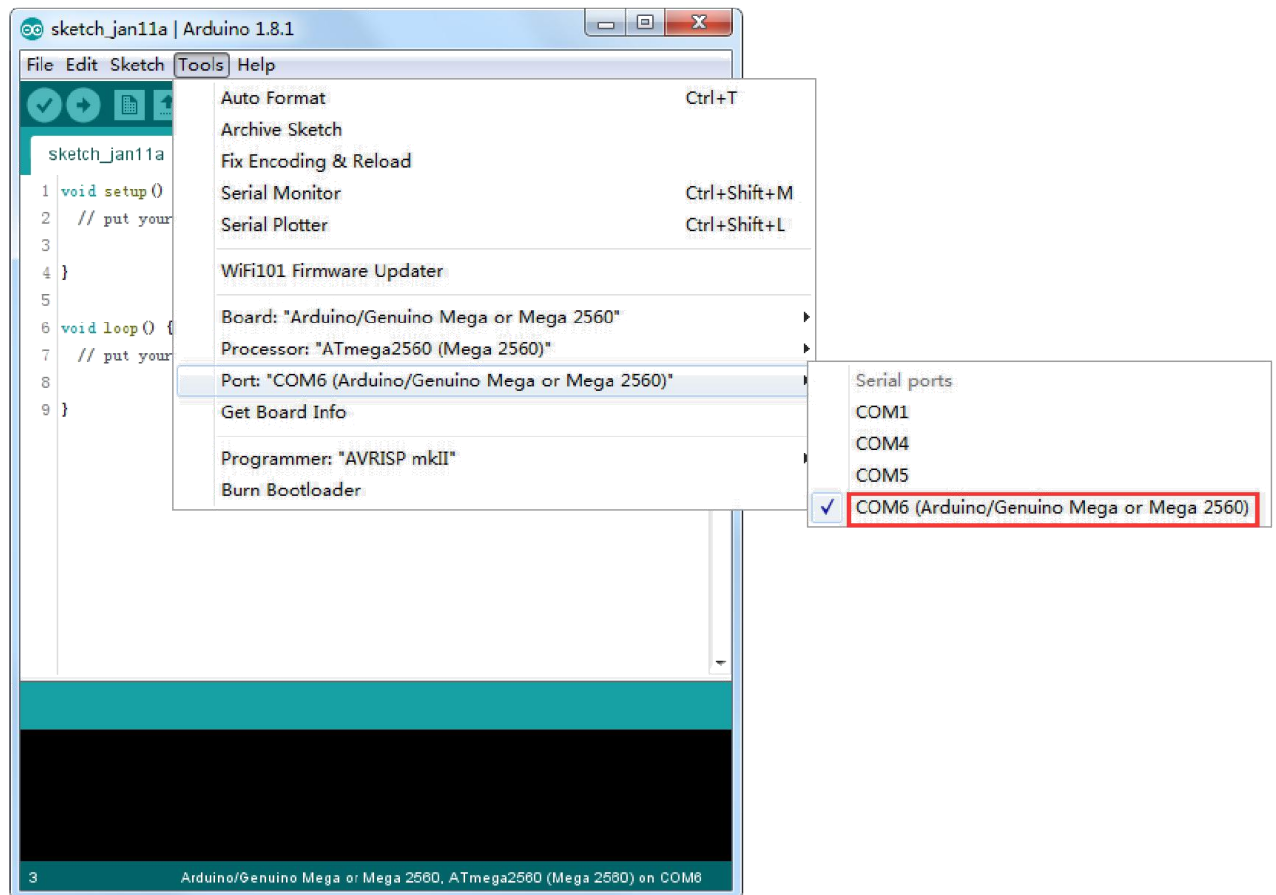 sketch_jan11a | Arduino 1.8.1
File Edit Sketch Tools Help
Auto Format Ctrl+T
Archive Sketch
Fix Encoding & Reload
Serial Monitor Ctrl+Shift+M
Serial Plotter Ctrl+Shift+L
WiFi101 Firmware Updater
Board: "Arduino/Genuino Mega or Mega 2560"
Processor: "ATmega2560 (Mega 2560)"
Port: "COM6 (Arduino/Genuino Mega or Mega 2560)"
Get Board Info
Programmer: "AVRISP mkII"
Burn Bootloader
Serial ports
COM1
COM4
COM5
COM6 (Arduino/Genuino Mega or Mega 2560)
sketch_jan11a
1 void setup()
2 // put your
3
4 }
5
6 void loop() {
7 // put your
8
9 }
3 Arduino/Genuino Mega or Mega 2560, ATmega2560 (Mega 2560) on COM6